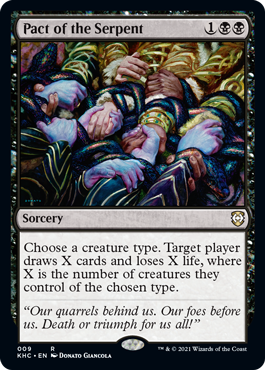 Pact of the Serpent 1
Sorcery
Choose a creature type. Target player
draws X cards and loses X life, where
X is the number of creatures they
control of the chosen type.
“Our quarrels behind us. Our foes before
us. Death or triumph for us all!”
009 R
KHC • EN Donato Giancola ™ & © 2021 Wizards of the Coast